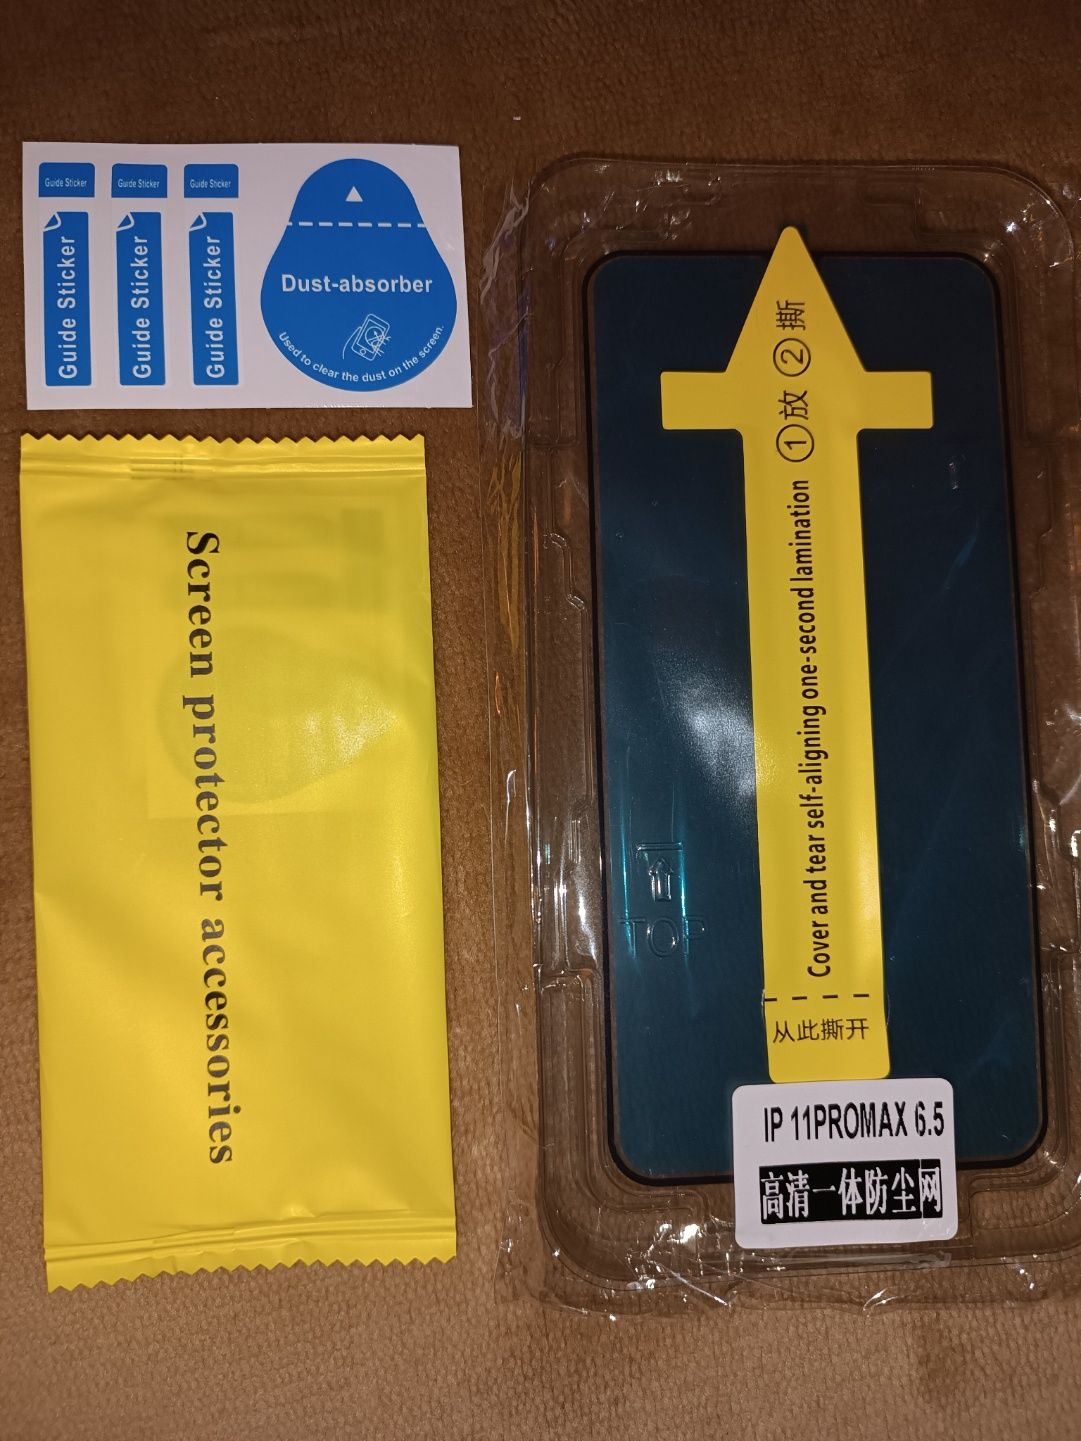 Guide Sticker
Guide Sticker
Guide Sticker
Guide Sticker
Guide Sticker
Guide Sticker
Dust-absorber
Used to clear the dust on the screen.
Screen protector accessories
Cover and tear self-aligning one-second lamination ①放 ②撕
TOP
从此撕开
IP 11PROMAX 6.5
高清一体防尘网